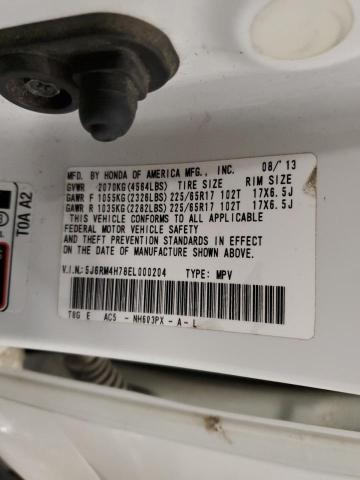 MFD. BY HONDA OF AMERICA MFG., INC. 08/'13
GVWR 2070KG(4564LBS) TIRE SIZE RIM SIZE
GAWR F 1055KG(2326LBS) 225/65R17 102T 17X6.5J
GAWR R 1035KG(2282LBS) 225/65R17 102T 17X6.5J
THIS VEHICLE CONFORMS TO ALL APPLICABLE
FEDERAL MOTOR VEHICLE SAFETY
AND THEFT PREVENTION STANDARDS IN EFFECT
ON THE DATE OF MANUFACTURE SHOWN ABOVE.
V.I.N.: 5J6RM4H78EL000204 TYPE: MPV
T0G E AC5 - NH603PX - A - L
T0A A2